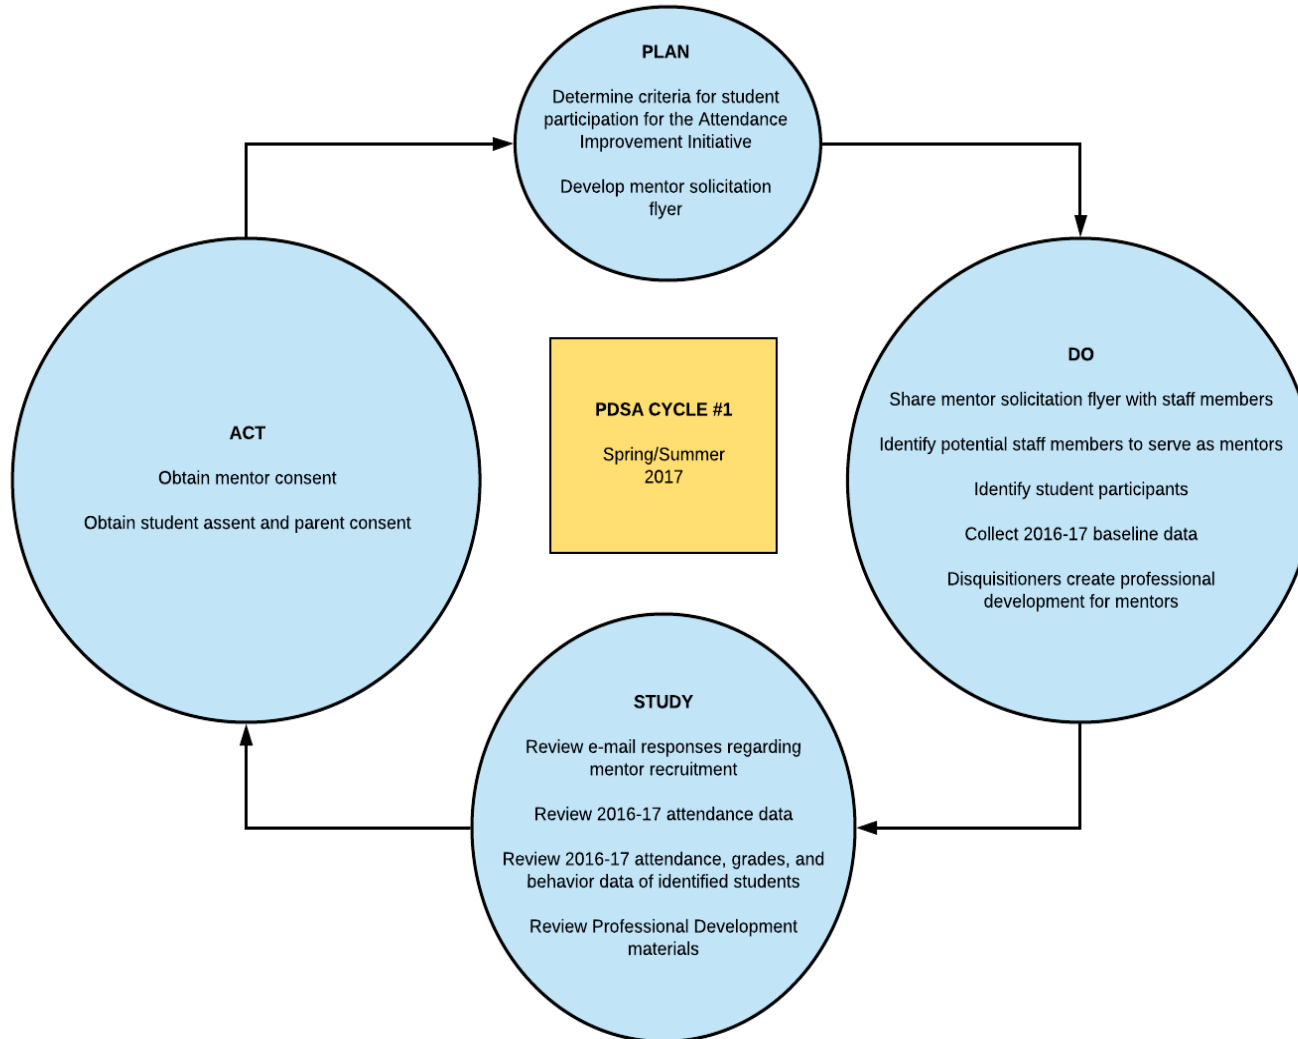 PLAN
Determine criteria for student
participation for the Attendance
Improvement Initiative
Develop mentor solicitation
flyer
DO
Share mentor solicitation flyer with staff members
Identify potential staff members to serve as mentors
Identify student participants
Collect 2016-17 baseline data
Disquisitioners create professional
development for mentors
PDSA CYCLE #1
Spring/Summer
2017
ACT
Obtain mentor consent
Obtain student assent and parent consent
STUDY
Review e-mail responses regarding
mentor recruitment
Review 2016-17 attendance data
Review 2016-17 attendance, grades, and
behavior data of identified students
Review Professional Development
materials